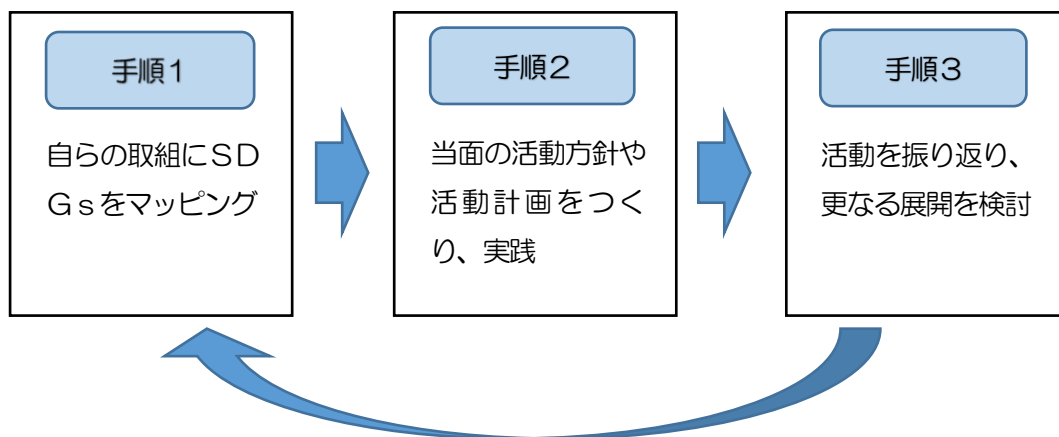 手順１
自らの取組にＳＤ
Ｇｓをマッピング
手順２
当面の活動方針や
活動計画をつく
り、実践
手順３
活動を振り返り、
更なる展開を検討